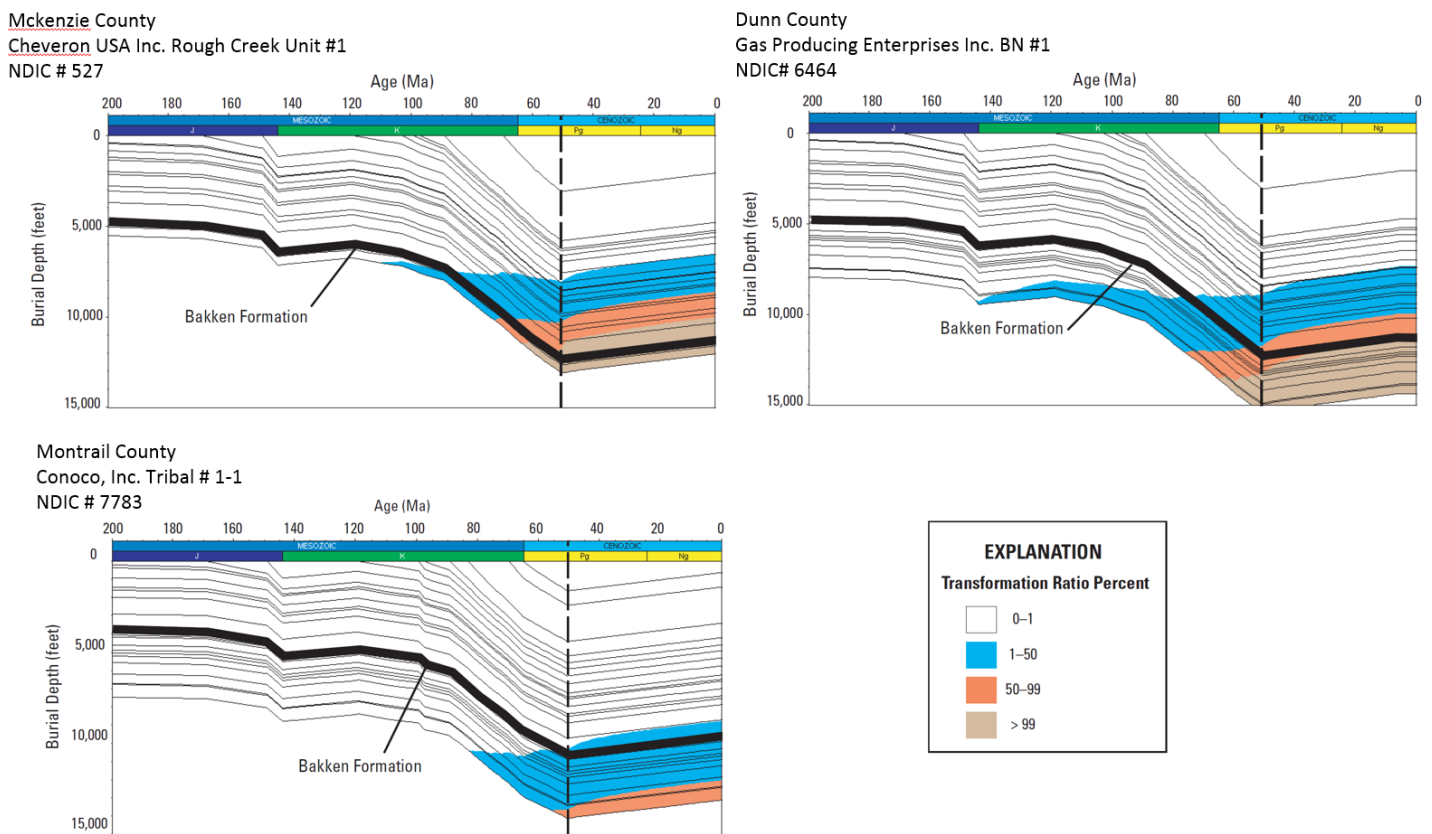 Mckenzie County
Cheveron USA Inc. Rough Creek Unit #1
NDIC # 527
Age (Ma)
200 180 160 140 120 100 80 60 40 20 0
MESOZOIC CENOZOIC
J K Pg Ng
0
5,000
10,000
15,000
Burial Depth (feet)
Bakken Formation
Dunn County
Gas Producing Enterprises Inc. BN #1
NDIC# 6464
Age (Ma)
200 180 160 140 120 100 80 60 40 20 0
MESOZOIC CENOZOIC
J K Pg Ng
0
5,000
10,000
15,000
Burial Depth (feet)
Bakken Formation
Montrail County
Conoco, Inc. Tribal # 1-1
NDIC # 7783
Age (Ma)
200 180 160 140 120 100 80 60 40 20 0
MESOZOIC CENOZOIC
J K Pg Ng
0
5,000
10,000
15,000
Burial Depth (feet)
Bakken Formation
EXPLANATION
Transformation Ratio Percent
0–1
1–50
50–99
> 99